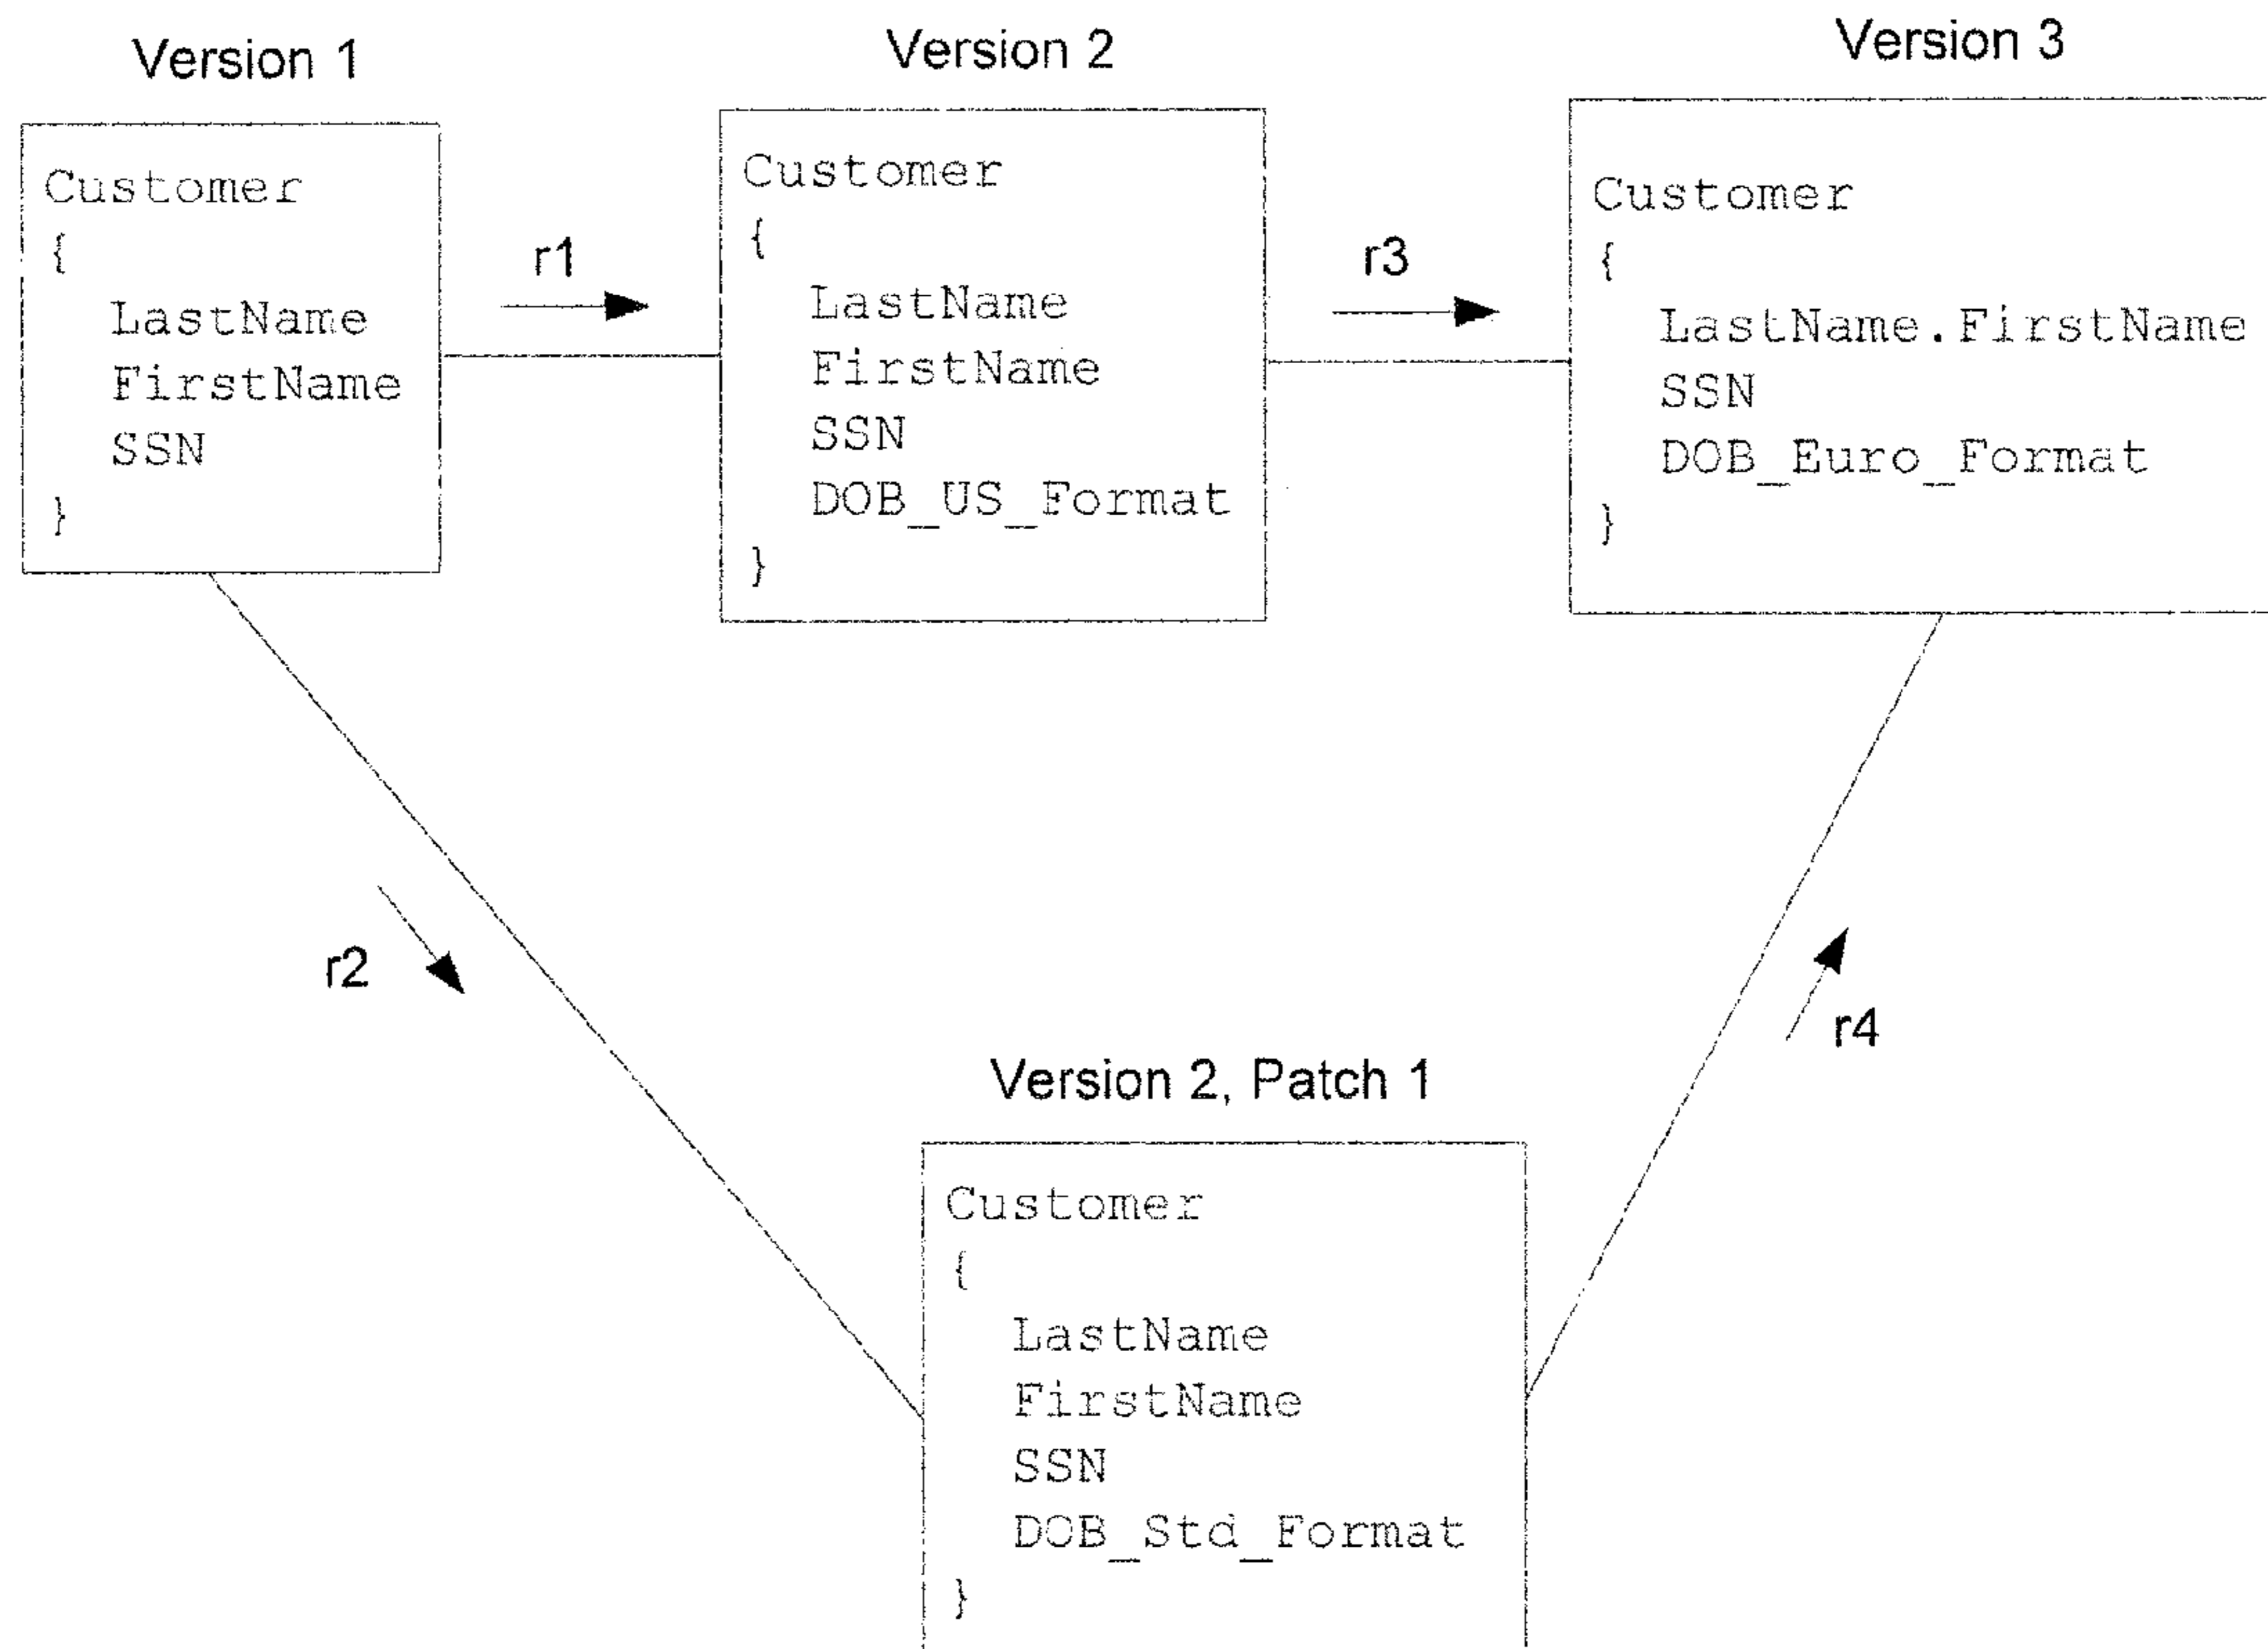 Version 1
Customer
{
LastName
FirstName
SSN
}
r1
Version 2
Customer
{
LastName
FirstName
SSN
DOB_US_Format
}
r3
Version 3
Customer
{
LastName.FirstName
SSN
DOB_Euro_Format
}
r2
r4
Version 2, Patch 1
Customer
{
LastName
FirstName
SSN
DOB_Std_Format
}